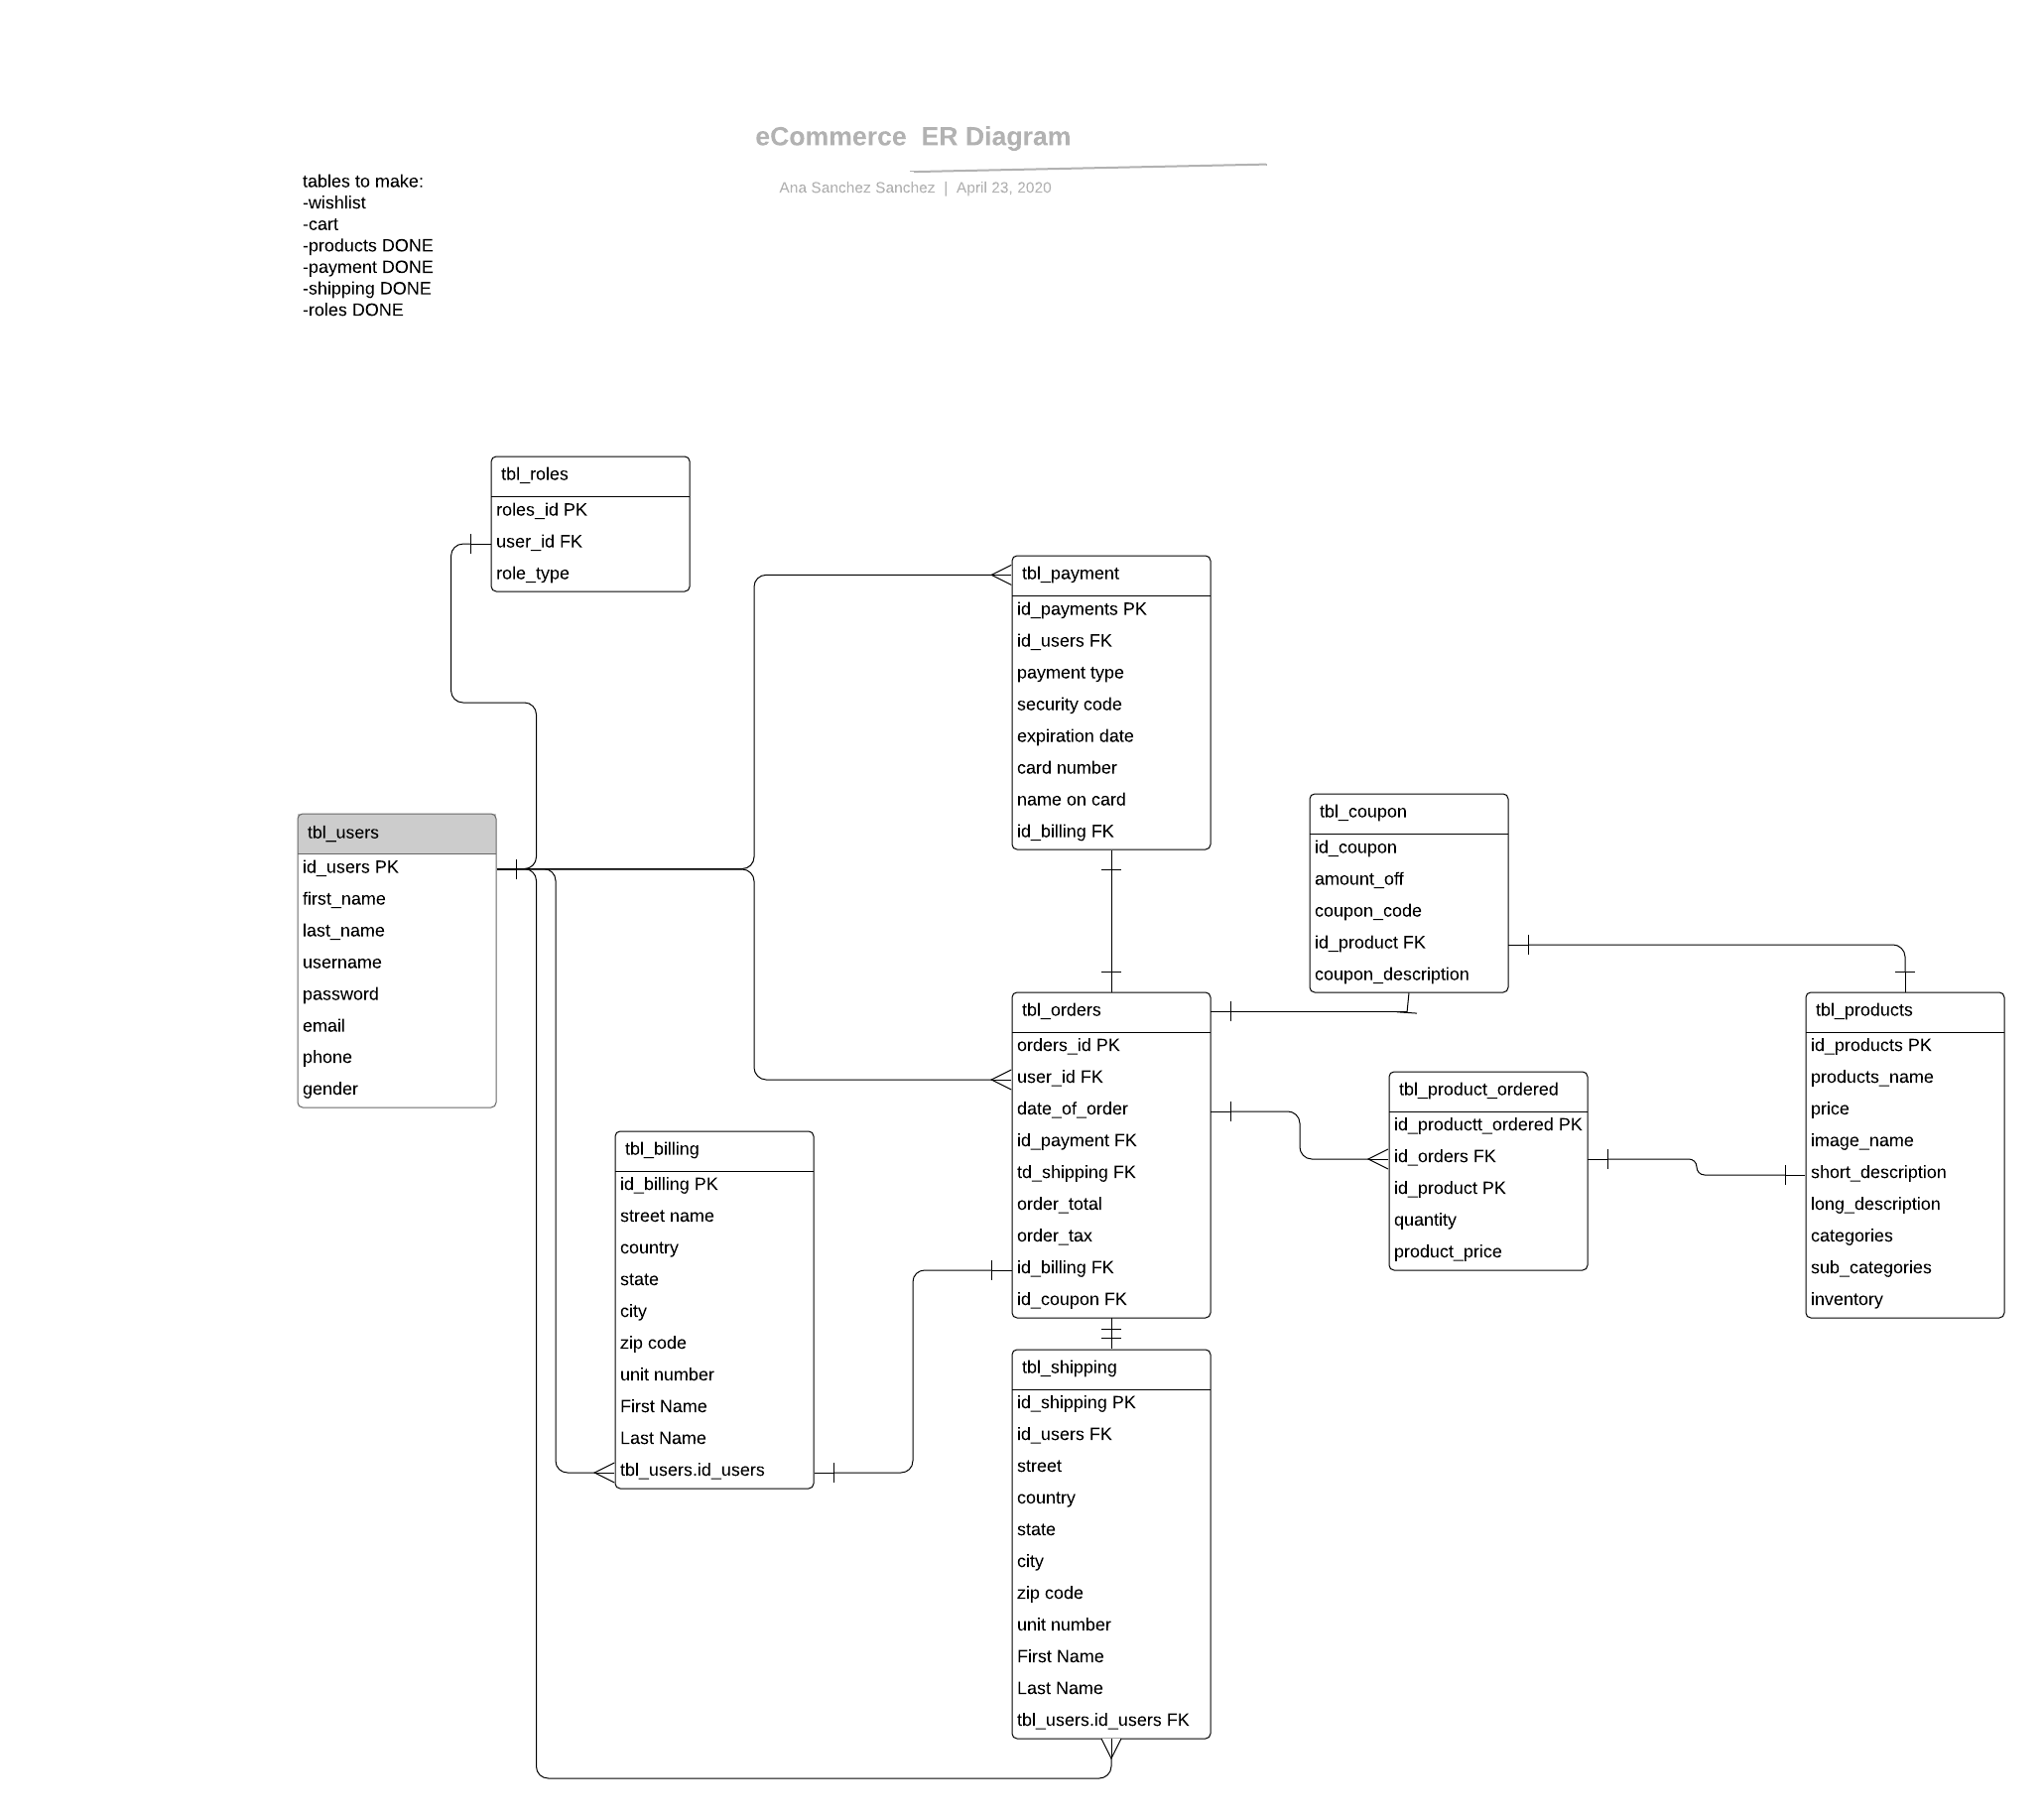 eCommerce  ER Diagram
Ana Sanchez Sanchez  |  April 23, 2020
tables to make:
-wishlist
-cart
-products DONE
-payment DONE
-shipping DONE
-roles DONE
tbl_roles
roles_id PK
user_id FK
role_type
tbl_payment
id_payments PK
id_users FK
payment type
security code
expiration date
card number
name on card
id_billing FK
tbl_coupon
id_coupon
amount_off
coupon_code
id_product FK
coupon_description
tbl_users
id_users PK
first_name
last_name
username
password
email
phone
gender
tbl_orders
orders_id PK
user_id FK
date_of_order
id_payment FK
td_shipping FK
order_total
order_tax
id_billing FK
id_coupon FK
tbl_products
id_products PK
products_name
price
image_name
short_description
long_description
categories
sub_categories
inventory
tbl_product_ordered
id_productt_ordered PK
id_orders FK
id_product PK
quantity
product_price
tbl_billing
id_billing PK
street name
country
state
city
zip code
unit number
First Name
Last Name
tbl_users.id_users
tbl_shipping
id_shipping PK
id_users FK
street
country
state
city
zip code
unit number
First Name
Last Name
tbl_users.id_users FK